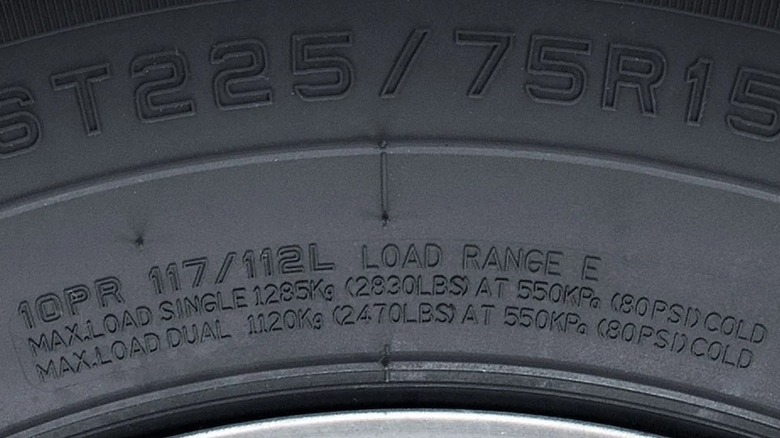 ST225/75R15
10PR 117/112L LOAD RANGE E
MAX.LOAD SINGLE 1285Kg (2830LBS) AT 550KPa (80PSI) COLD
MAX.LOAD DUAL 1120Kg (2470LBS) AT 550KPa (80PSI) COLD